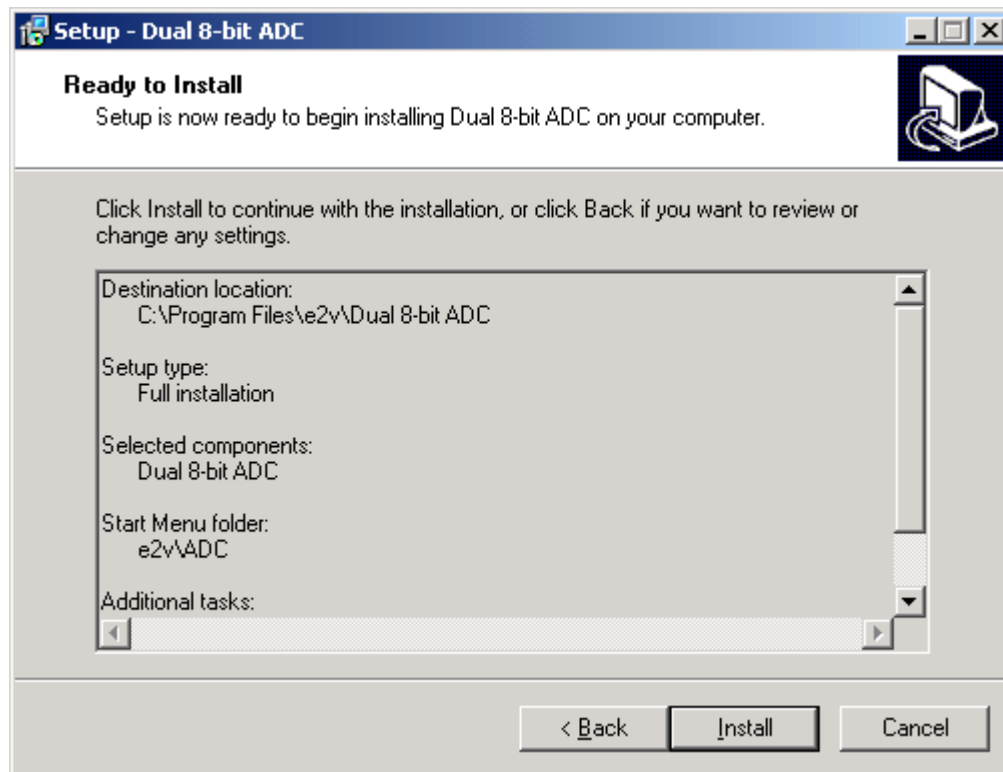 Setup - Dual 8-bit ADC
Ready to Install
Setup is now ready to begin installing Dual 8-bit ADC on your computer.
Click Install to continue with the installation, or click Back if you want to review or
change any settings.
Destination location:
C:\Program Files\e2v\Dual 8-bit ADC
Setup type:
Full installation
Selected components:
Dual 8-bit ADC
Start Menu folder:
e2v\ADC
Additional tasks:
< Back
Install
Cancel